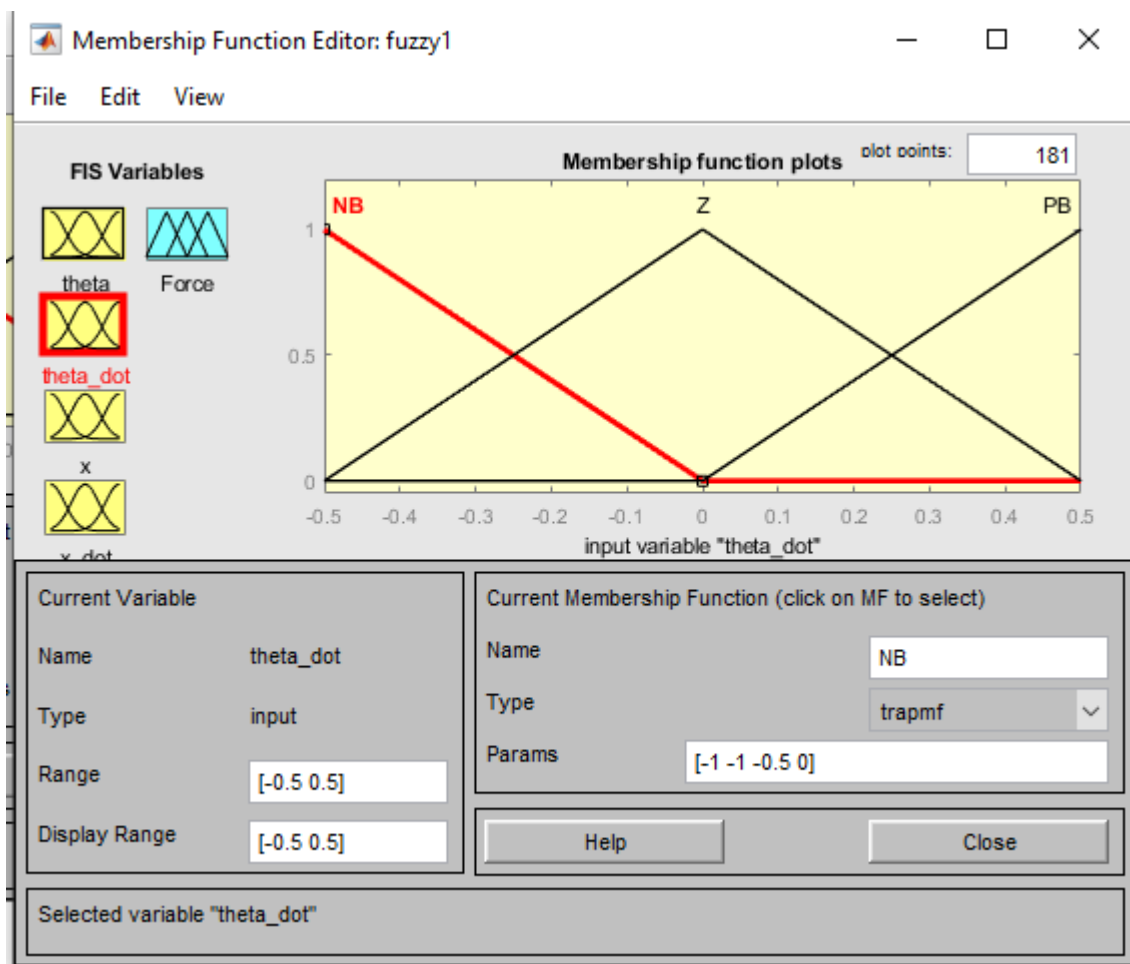 Membership Function Editor: fuzzy1
File Edit View
FIS Variables
Membership function plots
plot points:
181
theta
Force
theta_dot
x
x_dot
NB
Z
PB
1
0.5
0
-0.5 -0.4 -0.3 -0.2 -0.1 0 0.1 0.2 0.3 0.4 0.5
input variable "theta_dot"
Current Variable
Name theta_dot
Type input
Range [-0.5 0.5]
Display Range [-0.5 0.5]
Current Membership Function (click on MF to select)
Name NB
Type trapmf
Params [-1 -1 -0.5 0]
Help
Close
Selected variable "theta_dot"